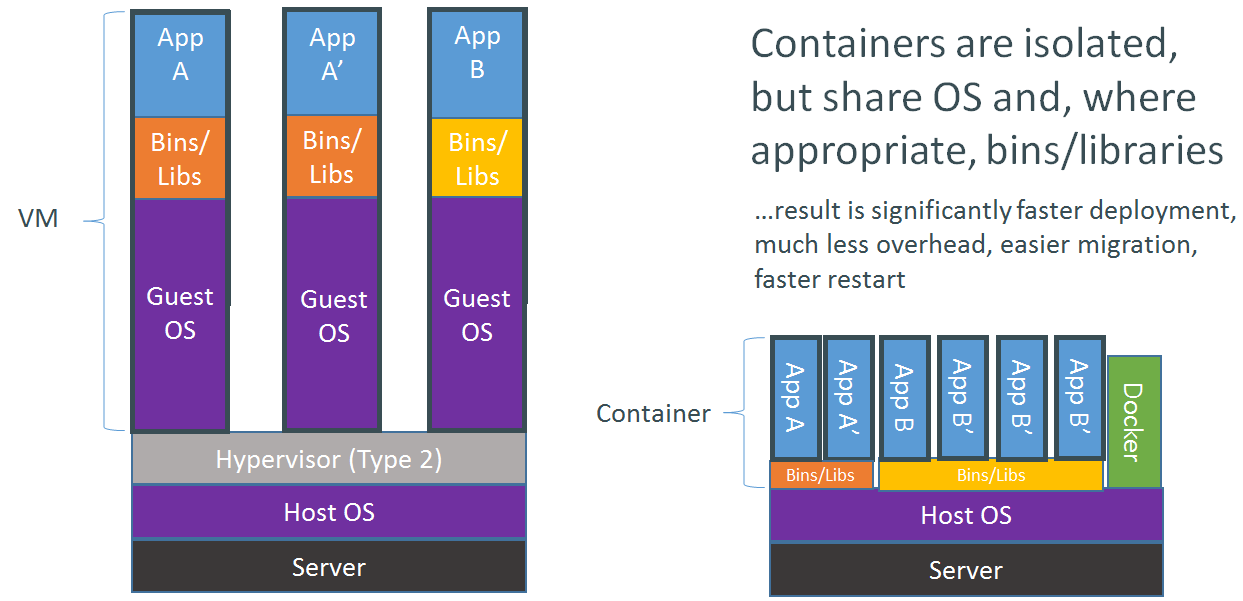 VM
App
A
App
A’
App
B
Bins/
Libs
Bins/
Libs
Bins/
Libs
Guest
OS
Guest
OS
Guest
OS
Hypervisor (Type 2)
Host OS
Server
Containers are isolated,
but share OS and, where
appropriate, bins/libraries
…result is significantly faster deployment,
much less overhead, easier migration,
faster restart
Container
App A
App A’
App B
App B’
App B’
App B’
Docker
Bins/Libs
Bins/Libs
Host OS
Server